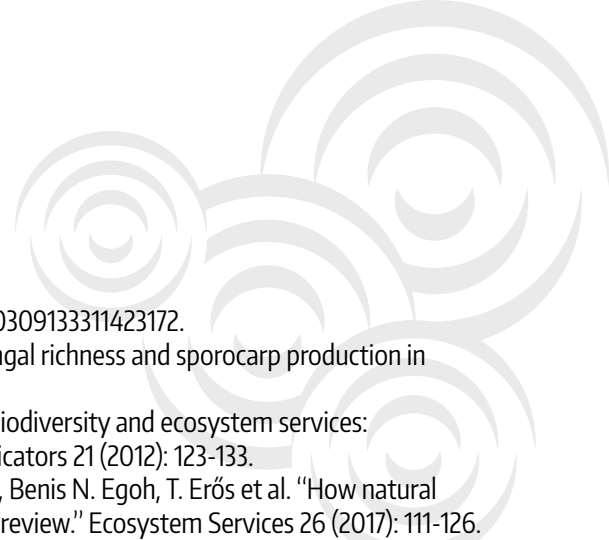 0309133311423172.
ngal richness and sporocarp production in
iodiversity and ecosystem services:
icators 21 (2012): 123-133.
, Benis N. Egoh, T. Erős et al. “How natural
review.” Ecosystem Services 26 (2017): 111-126.